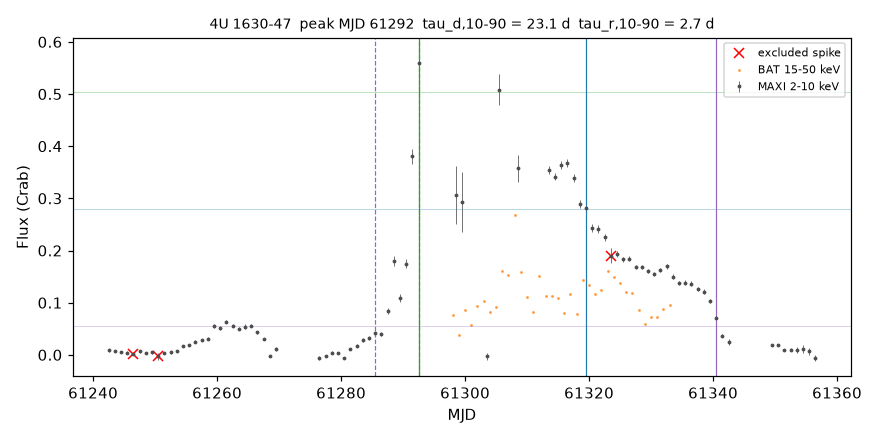 4U 1630-47  peak MJD 61292  tau_d,10-90 = 23.1 d  tau_r,10-90 = 2.7 d
excluded spike
BAT 15-50 keV
MAXI 2-10 keV
Flux (Crab)
0.6
0.5
0.4
0.3
0.2
0.1
0.0
61240 61260 61280 61300 61320 61340 61360
MJD